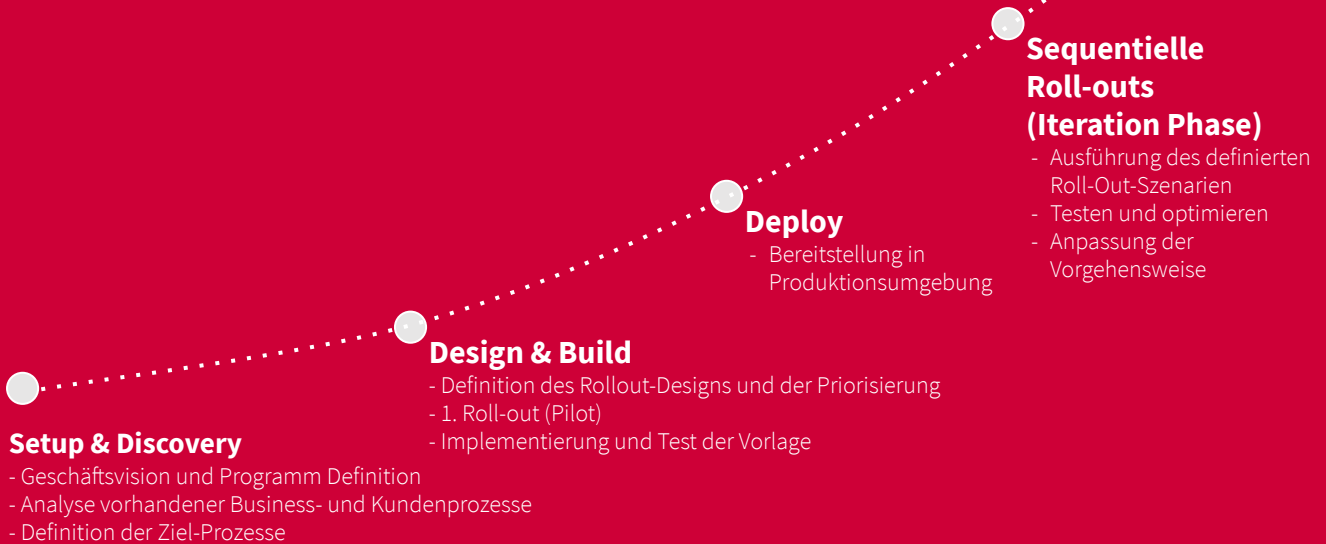 Sequentielle
Roll-outs
(Iteration Phase)
- Ausführung des definierten
Roll-Out-Szenarien
- Testen und optimieren
- Anpassung der
Vorgehensweise
Deploy
- Bereitstellung in
Produktionsumgebung
Design & Build
- Definition des Rollout-Designs und der Priorisierung
- 1. Roll-out (Pilot)
- Implementierung und Test der Vorlage
Setup & Discovery
- Geschäftsvision und Programm Definition
- Analyse vorhandener Business- und Kundenprozesse
- Definition der Ziel-Prozesse